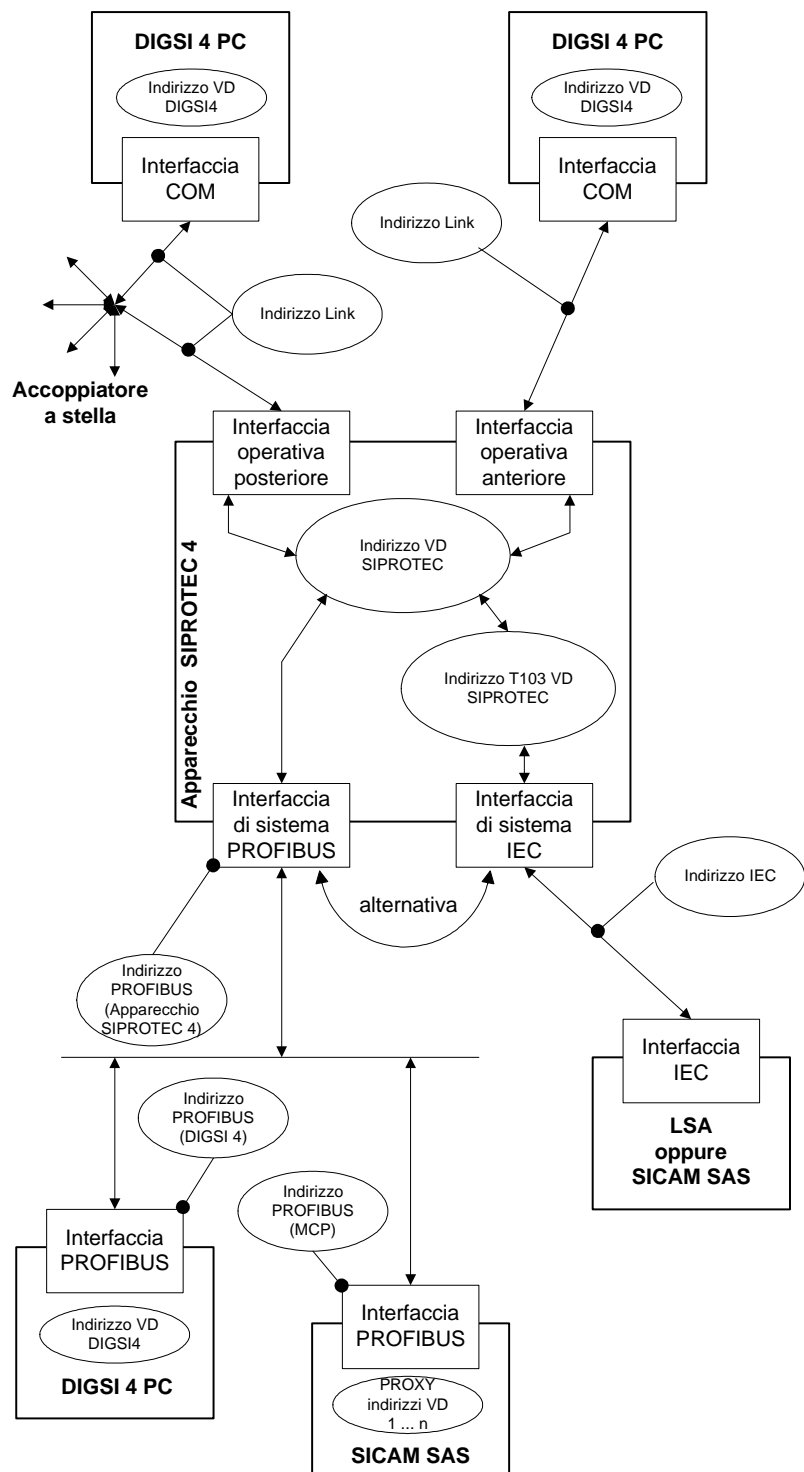 DIGSI 4 PC
Indirizzo VD
DIGSI4
Interfaccia
COM
DIGSI 4 PC
Indirizzo VD
DIGSI4
Interfaccia
COM
Indirizzo Link
Indirizzo Link
Accoppiatore
a stella
Interfaccia
operativa
posteriore
Interfaccia
operativa
anteriore
Apparecchio SIPROTEC 4
Indirizzo VD
SIPROTEC
Indirizzo T103 VD
SIPROTEC
Interfaccia
di sistema
PROFIBUS
Interfaccia
di sistema
IEC
alternativa
Indirizzo IEC
Indirizzo
PROFIBUS
(Apparecchio
SIPROTEC 4)
Interfaccia
IEC
LSA
oppure
SICAM SAS
Indirizzo
PROFIBUS
(DIGSI 4)
Indirizzo
PROFIBUS
(MCP)
Interfaccia
PROFIBUS
Indirizzo VD
DIGSI4
DIGSI 4 PC
Interfaccia
PROFIBUS
PROXY
indirizzi VD
1 ... n
SICAM SAS